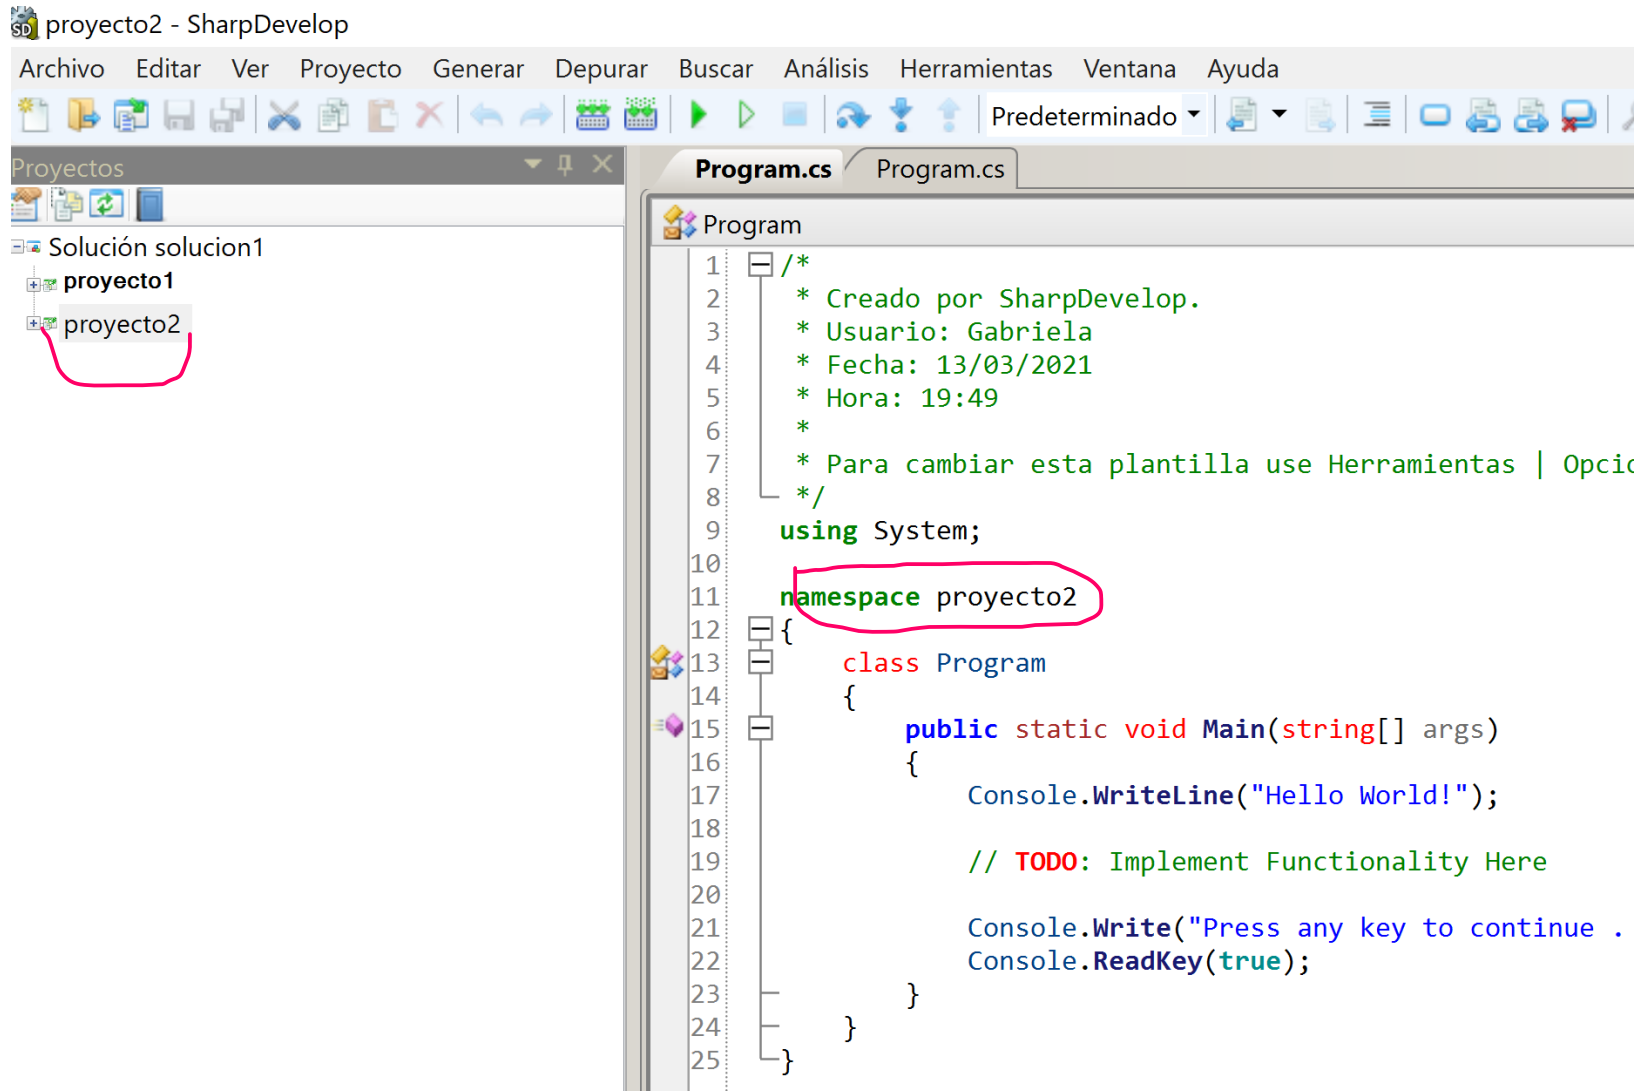 proyecto2 - SharpDevelop
Archivo Editar Ver Proyecto Generar Depurar Buscar Análisis Herramientas Ventana Ayuda
Predeterminado
Proyectos
Solución solucion1
proyecto1
proyecto2
Program.cs Program.cs
Program
1 /*
2 * Creado por SharpDevelop.
3 * Usuario: Gabriela
4 * Fecha: 13/03/2021
5 * Hora: 19:49
6 *
7 * Para cambiar esta plantilla use Herramientas | Opcio
8 */
9 using System;
10
11 namespace proyecto2
12 {
13 class Program
14 {
15 public static void Main(string[] args)
16 {
17 Console.WriteLine("Hello World!");
18
19 // TODO: Implement Functionality Here
20
21 Console.Write("Press any key to continue .
22 Console.ReadKey(true);
23 }
24 }
25 }